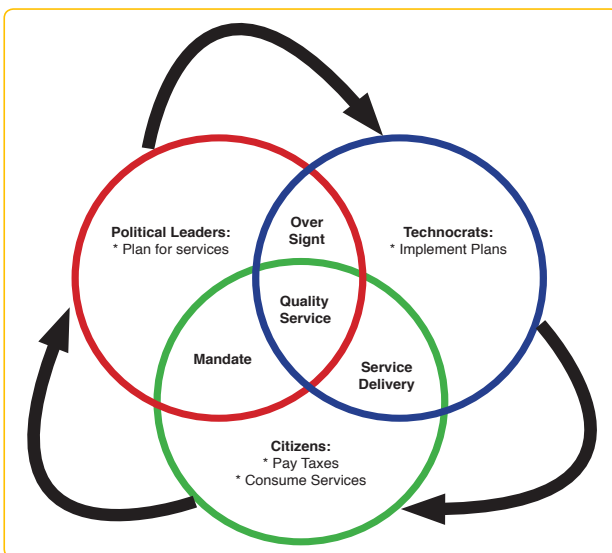 Political Leaders:
* Plan for services
Over
Signt
Technocrats:
* Implement Plans
Quality
Service
Mandate
Service
Delivery
Citizens:
* Pay Taxes
* Consume Services